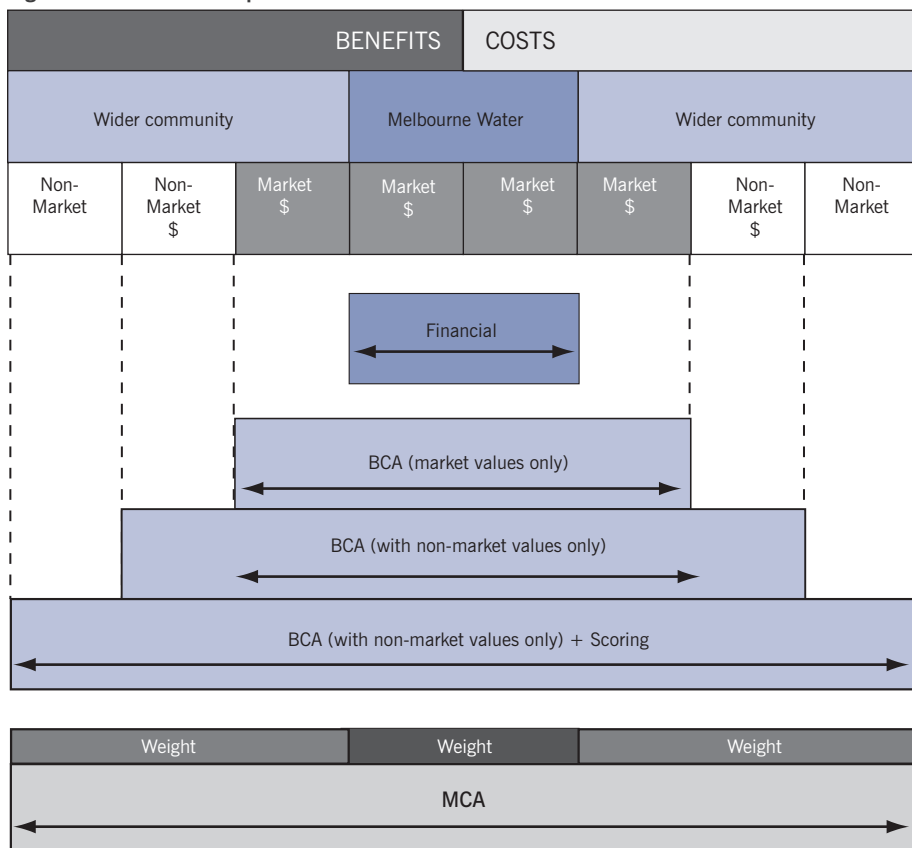 BENEFITS COSTS
Wider community Melbourne Water Wider community
Non- Non- Market Market Market Market Non- Non-
Market Market $ $ $ $ Market Market
$ $
Financial
BCA (market values only)
BCA (with non-market values only)
BCA (with non-market values only) + Scoring
Weight Weight Weight
MCA